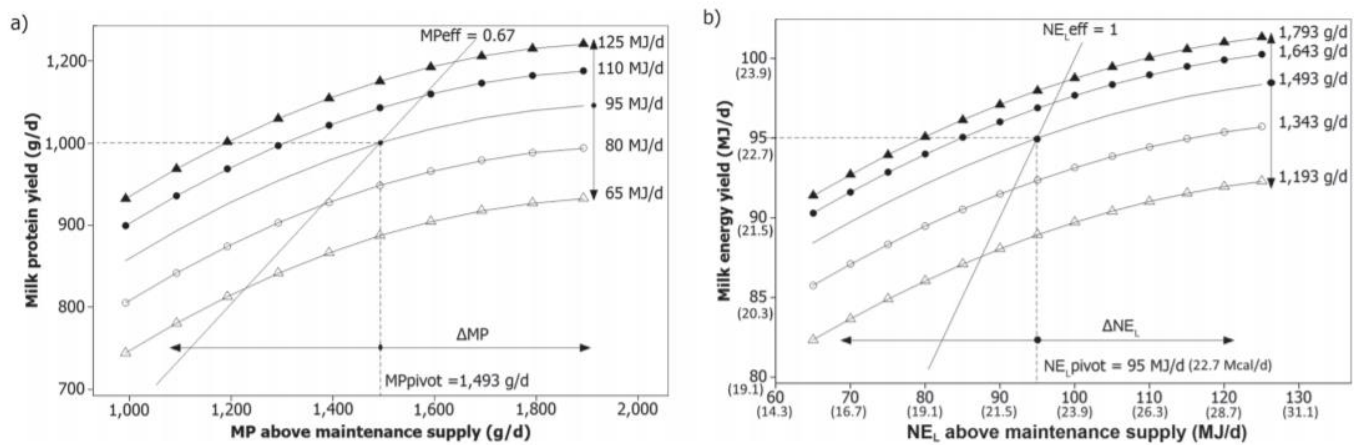 a)
MPeff = 0.67
125 MJ/d
110 MJ/d
95 MJ/d
80 MJ/d
65 MJ/d
1,200
1,000
900
800
700
Milk protein yield (g/d)
ΔMP
MPpivot =1,493 g/d
1,000
1,200
1,400
1,600
1,800
2,000
MP above maintenance supply (g/d)
b)
NELeff = 1
1,793 g/d
1,643 g/d
1,493 g/d
1,343 g/d
1,193 g/d
100
(23.9)
95
(22.7)
90
(21.5)
85
(20.3)
80
(19.1)
Milk energy yield (MJ/d)
ΔNEL
NELpivot = 95 MJ/d (22.7 Mcal/d)
60 70 80 90 100 110 120 130
(14.3) (16.7) (19.1) (21.5) (23.9) (26.3) (28.7) (31.1)
NEL above maintenance supply (MJ/d)